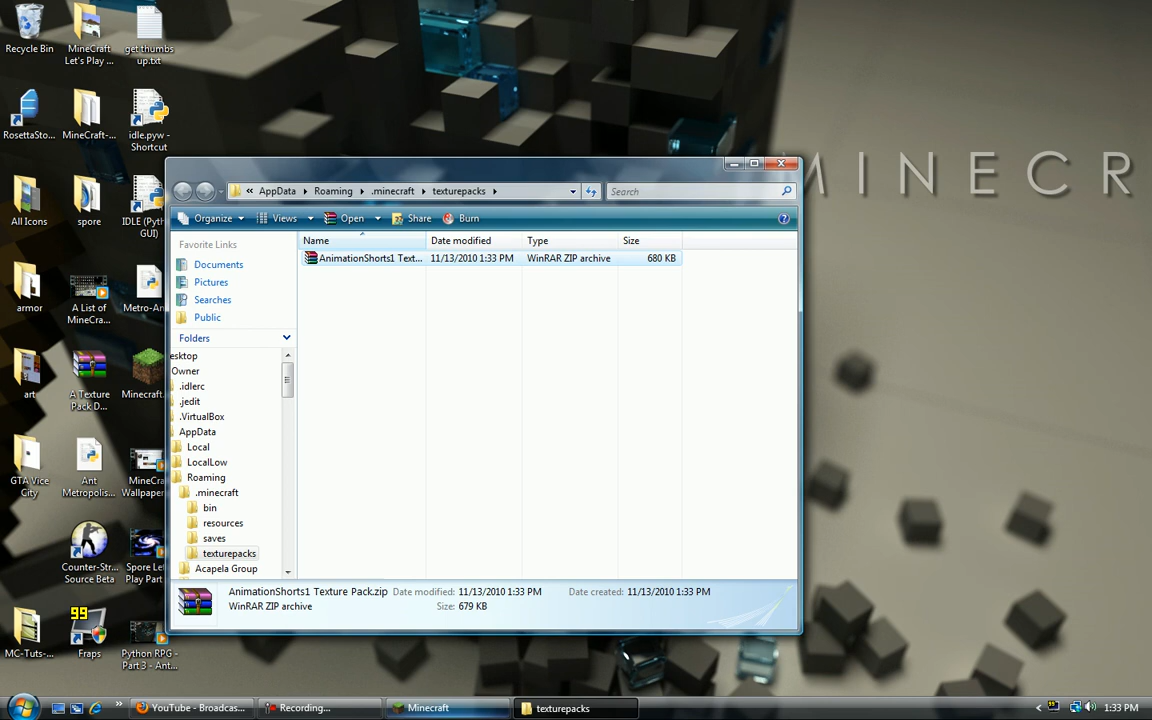 Recycle Bin
MineCraft
Let's Play ...
get thumbs
up.txt
RosettaSto...
MineCraft-...
idle.pyw -
Shortcut
All Icons
spore
IDLE (Pyth
GUI)
armor
A List of
MineCra...
Metro-An
art
A Texture
Pack D...
Minecraft.
GTA Vice
City
Ant
Metropolis...
MineCra
Wallpaper
Counter-Str...
Source Beta
Spore Let
Play Part
MC-Tuts-...
99
Fraps
Python RPG -
Part 3 - Ant...
MINECR
« AppData Roaming .minecraft texturepacks
Search
Organize Views Open Share Burn
Favorite Links
Documents
Pictures
Searches
Public
Folders
esktop
Owner
.idlerc
.jedit
.VirtualBox
AppData
Local
LocalLow
Roaming
.minecraft
bin
resources
saves
texturepacks
Acapela Group
Name Date modified Type Size
AnimationShorts1 Text... 11/13/2010 1:33 PM WinRAR ZIP archive 680 KB
AnimationShorts1 Texture Pack.zip Date modified: 11/13/2010 1:33 PM Date created: 11/13/2010 1:33 PM
WinRAR ZIP archive Size: 679 KB
YouTube - Broadcas... Recording... Minecraft texturepacks 1:33 PM